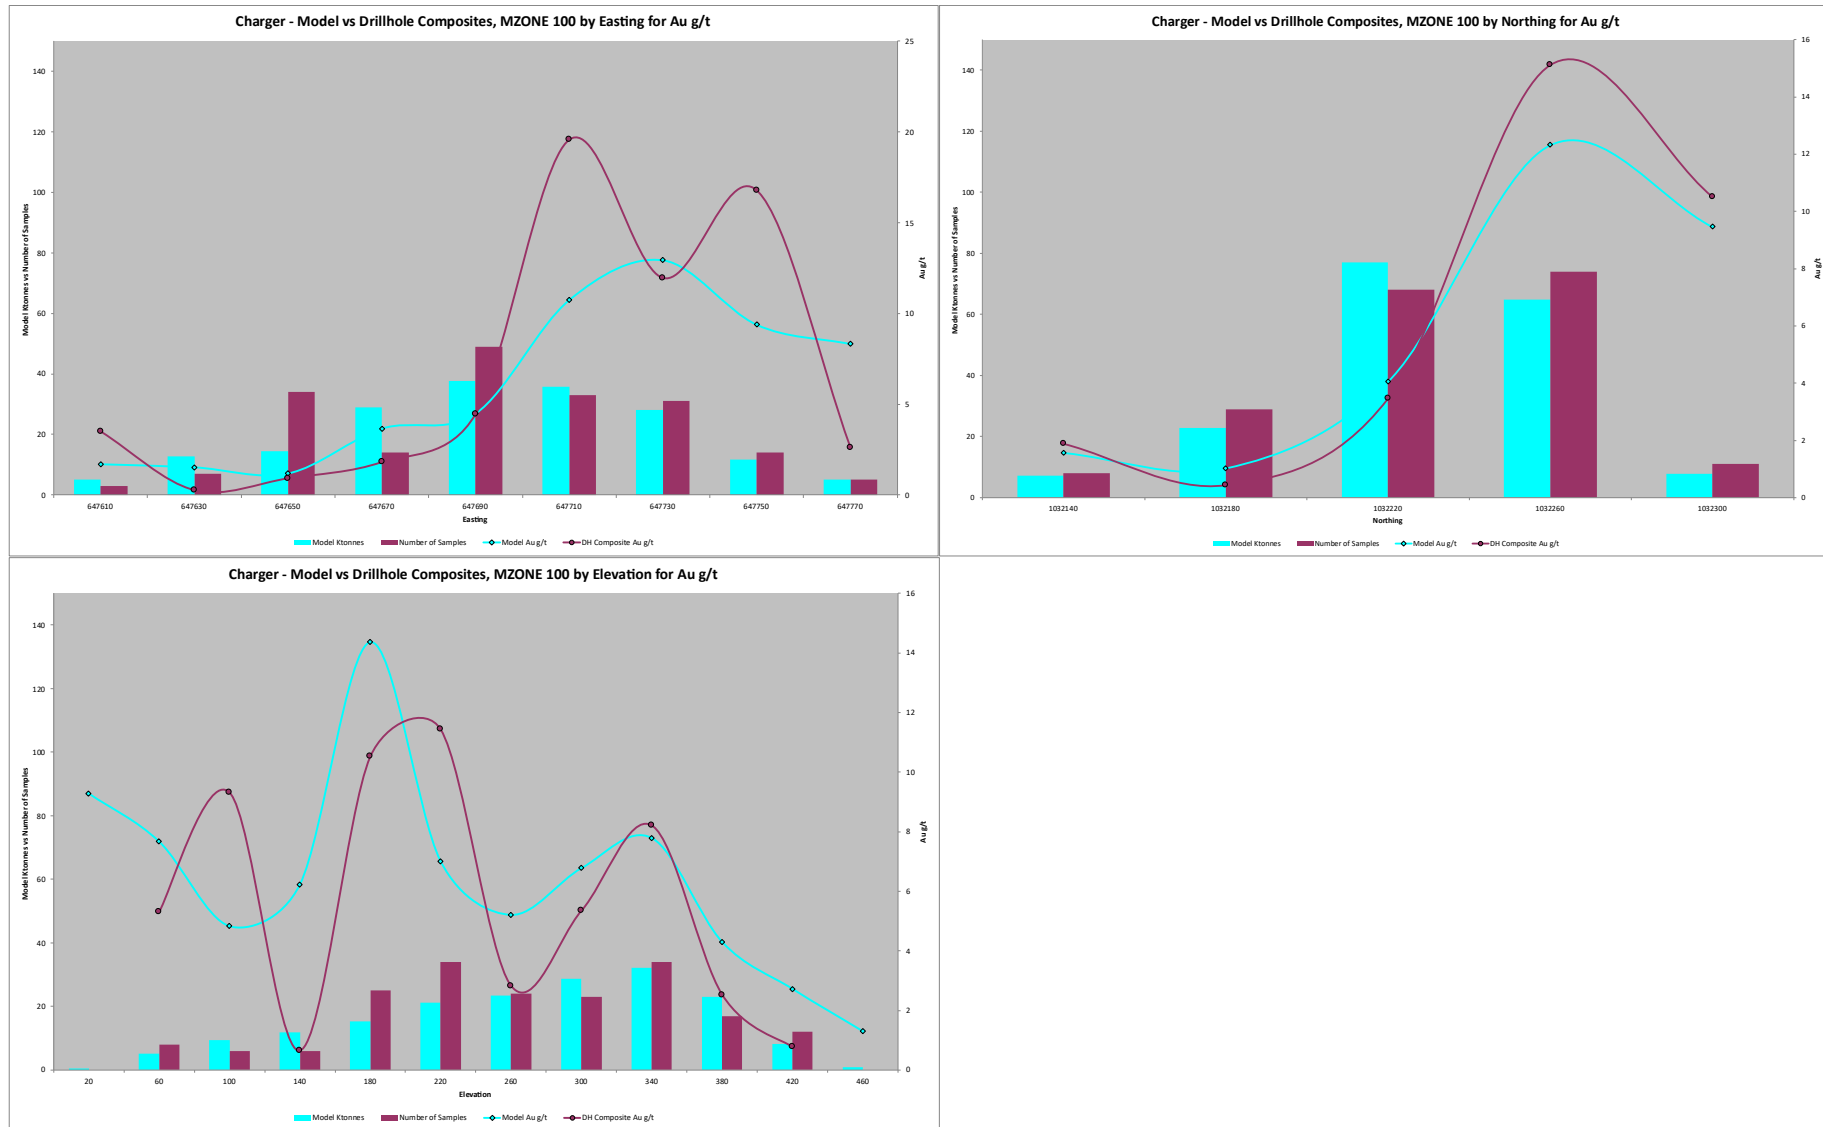 Charger - Model vs Drillhole Composites, MZONE 100 by Easting for Au g/t
Model Ktonnes vs Number of Samples
140
120
100
80
60
40
20
0
25
20
15
10
5
0
Au g/t
647610 647630 647650 647670 647690 647710 647730 647750 647770
Easting
Model Ktonnes Number of Samples Model Au g/t DH Composite Au g/t
Charger - Model vs Drillhole Composites, MZONE 100 by Northing for Au g/t
Model Ktonnes vs Number of Samples
140
120
100
80
60
40
20
0
16
14
12
10
8
6
4
2
0
Au g/t
1032140 1032180 1032220 1032260 1032300
Northing
Model Ktonnes Number of Samples Model Au g/t DH Composite Au g/t
Charger - Model vs Drillhole Composites, MZONE 100 by Elevation for Au g/t
Model Ktonnes vs Number of Samples
140
120
100
80
60
40
20
0
16
14
12
10
8
6
4
2
0
Au g/t
20 60 100 140 180 220 260 300 340 380 420 460
Elevation
Model Ktonnes Number of Samples Model Au g/t DH Composite Au g/t